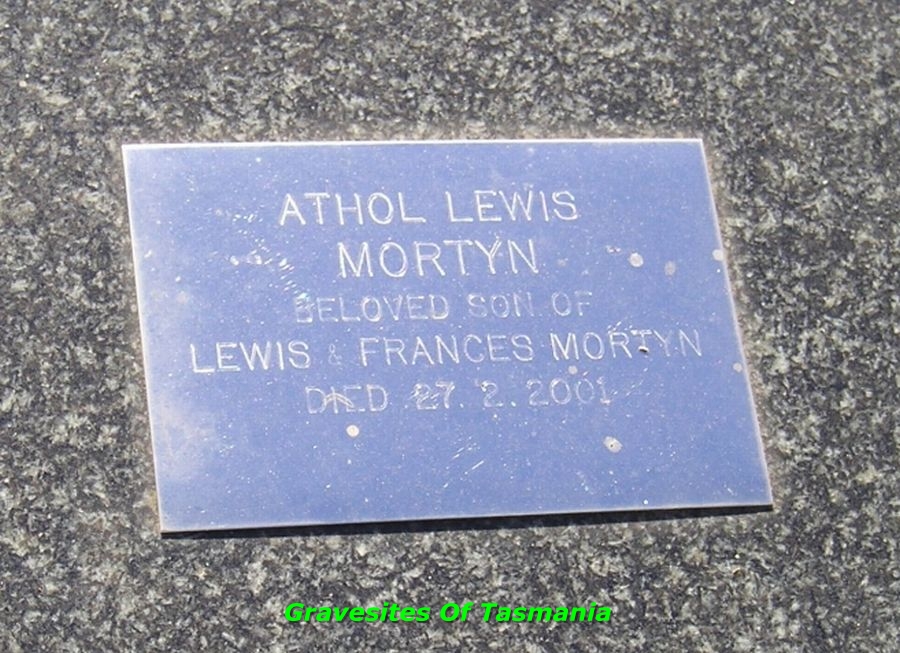 ATHOL LEWIS
MORTYN
BELOVED SON OF
LEWIS & FRANCES MORTYN
DIED 27. 2. 2001
Gravesites Of Tasmania